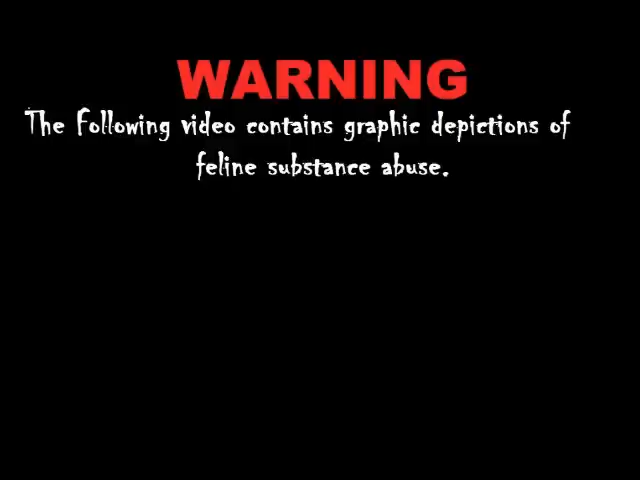 WARNING
The Following video contains graphic depictions of
feline substance abuse.